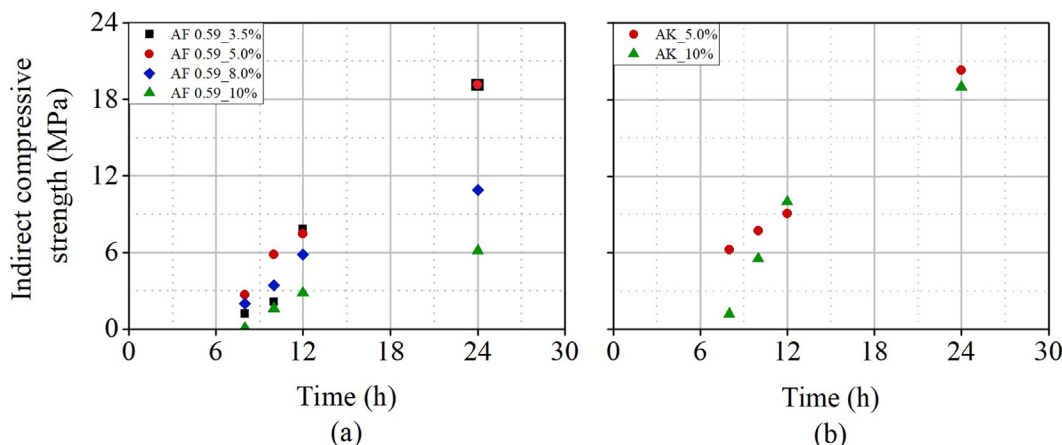 Indirect compressive
strength (MPa)
24
18
12
6
0
AF 0.59_3.5%
AF 0.59_5.0%
AF 0.59_8.0%
AF 0.59_10%
0 6 12 18 24 30
Time (h)
(a)
AK_5.0%
AK_10%
0 6 12 18 24 30
Time (h)
(b)